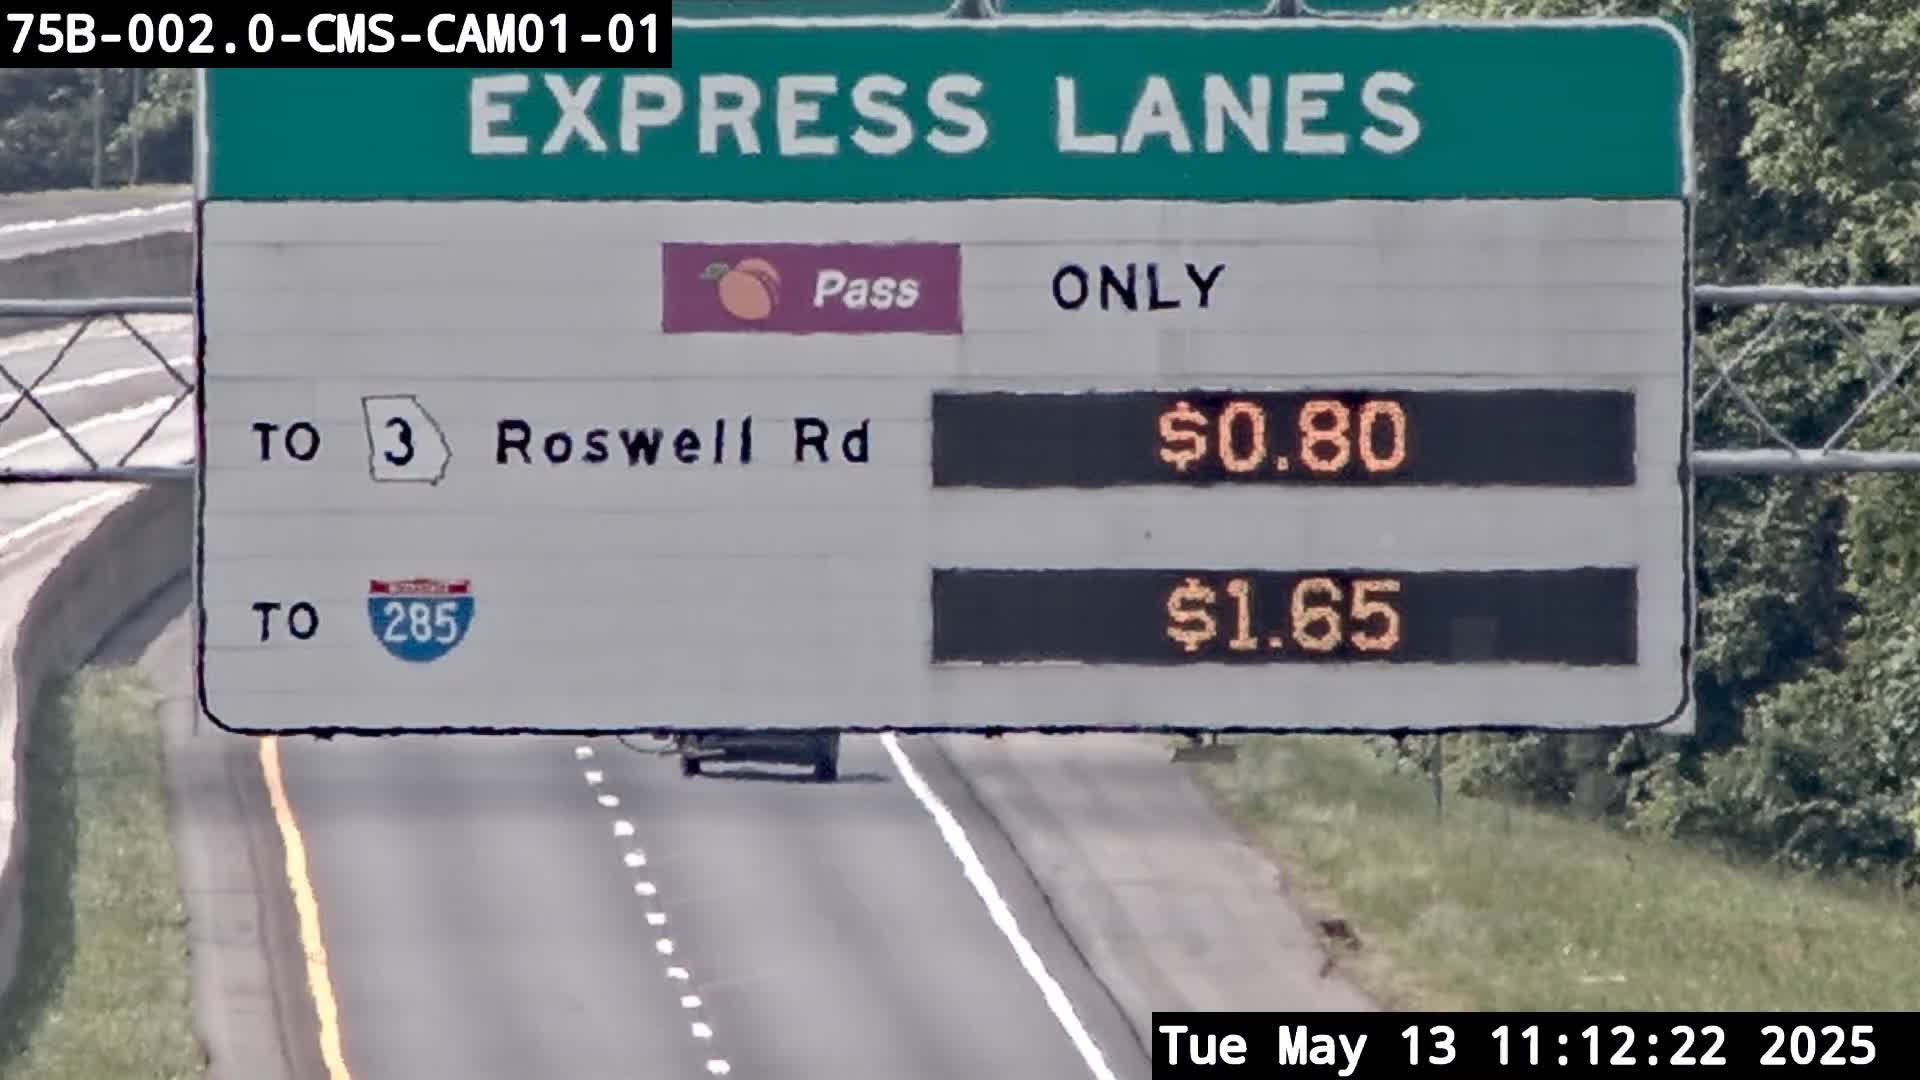 75B-002.0-CMS-CAM01-01
EXPRESS LANES
Pass ONLY
TO 3 Roswell Rd $0.80
TO 285 $1.65
Tue May 13 11:12:22 2025